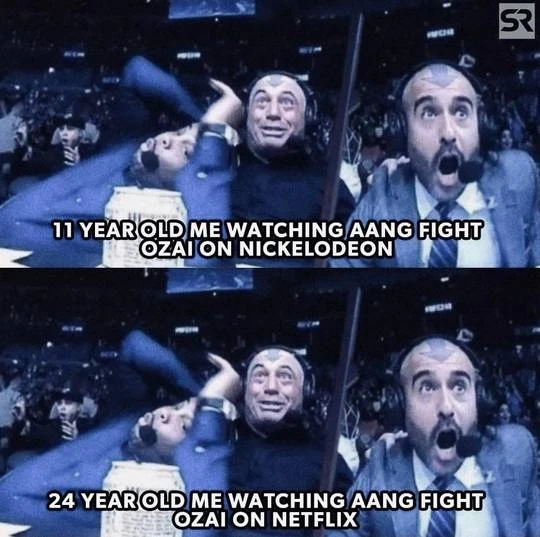 SR
11 YEAR OLD ME WATCHING AANG FIGHT
OZAI ON NICKELODEON
24 YEAR OLD ME WATCHING AANG FIGHT
OZAI ON NETFLIX